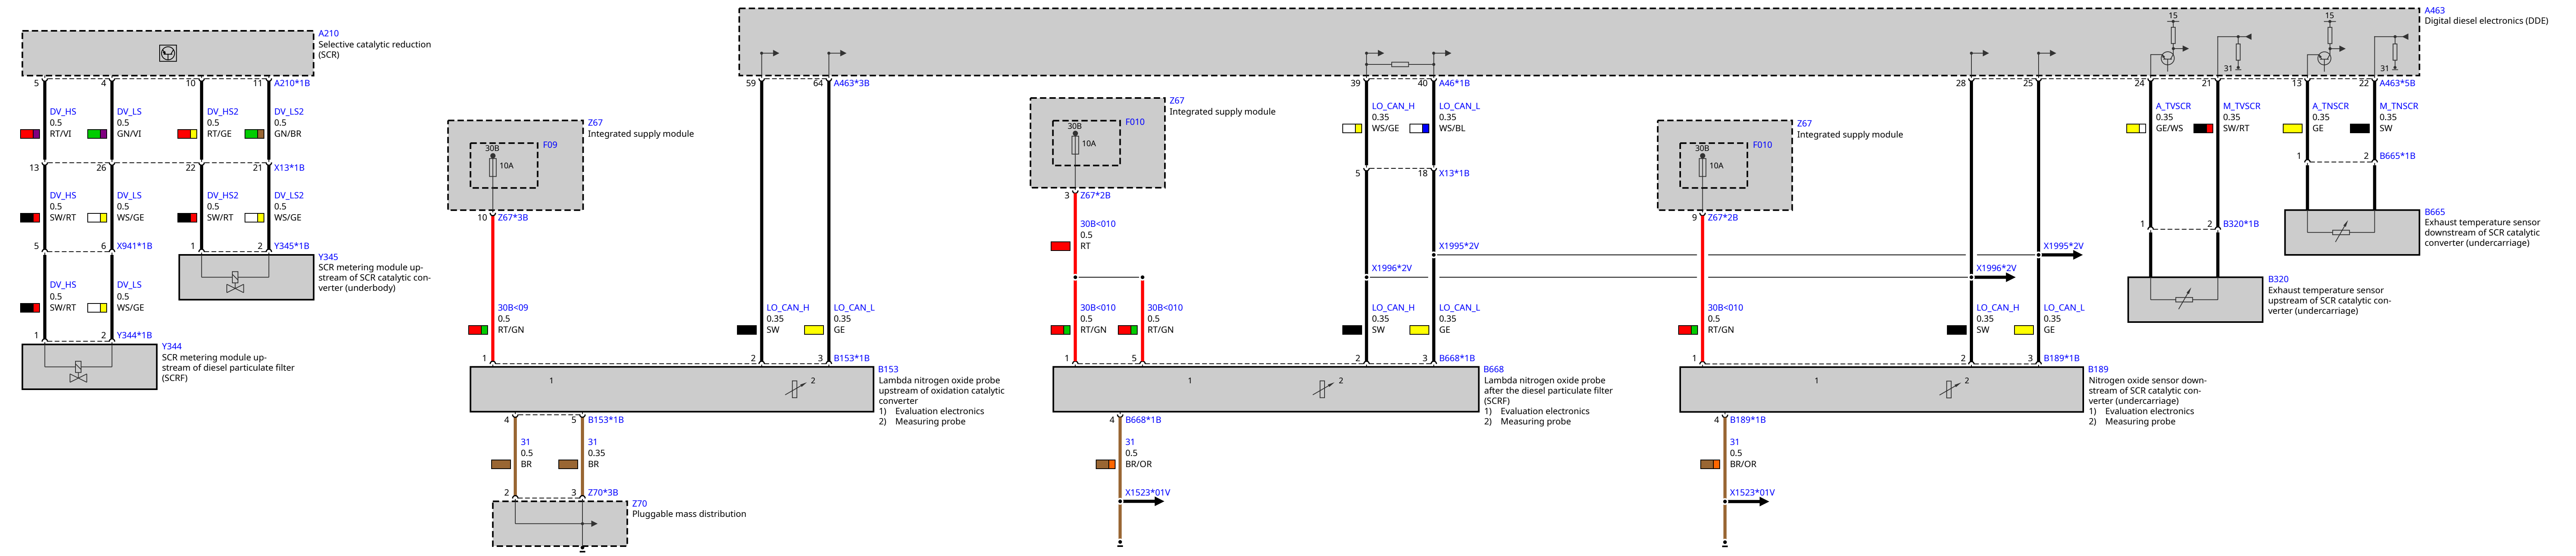 A210
Selective catalytic reduction
(SCR)
5
4
10
11
A210*1B
DV_HS
0.5
RT/VI
DV_LS
0.5
GN/VI
DV_HS2
0.5
RT/GE
DV_LS2
0.5
GN/BR
13
26
22
21
X13*1B
DV_HS
0.5
SW/RT
DV_LS
0.5
WS/GE
DV_HS2
0.5
SW/RT
DV_LS2
0.5
WS/GE
5
6
X941*1B
1
2
Y345*1B
Y345
SCR metering module up-
stream of SCR catalytic con-
verter (underbody)
DV_HS
0.5
SW/RT
DV_LS
0.5
WS/GE
1
2
Y344*1B
Y344
SCR metering module up-
stream of diesel particulate filter
(SCRF)
Z67
Integrated supply module
F09
30B
10A
10
Z67*3B
30B<09
0.5
RT/GN
59
64
A463*3B
LO_CAN_H
0.35
SW
LO_CAN_L
0.35
GE
1
2
3
B153*1B
1
2
B153
Lambda nitrogen oxide probe
upstream of oxidation catalytic
converter
1) Evaluation electronics
2) Measuring probe
4
5
B153*1B
31
0.5
BR
31
0.35
BR
2
3
Z70*3B
Z70
Pluggable mass distribution
Z67
Integrated supply module
F010
30B
10A
3
Z67*2B
30B<010
0.5
RT
30B<010
0.5
RT/GN
30B<010
0.5
RT/GN
39
40
A46*1B
LO_CAN_H
0.35
WS/GE
LO_CAN_L
0.35
WS/BL
5
18
X13*1B
X1995*2V
X1996*2V
LO_CAN_H
0.35
SW
LO_CAN_L
0.35
GE
1
5
2
3
B668*1B
1
2
B668
Lambda nitrogen oxide probe
after the diesel particulate filter
(SCRF)
1) Evaluation electronics
2) Measuring probe
4
B668*1B
31
0.5
BR/OR
X1523*01V
Z67
Integrated supply module
F010
30B
10A
9
Z67*2B
30B<010
0.5
RT/GN
28
25
X1995*2V
X1996*2V
LO_CAN_H
0.35
SW
LO_CAN_L
0.35
GE
1
2
3
B189*1B
1
2
B189
Nitrogen oxide sensor down-
stream of SCR catalytic con-
verter (undercarriage)
1) Evaluation electronics
2) Measuring probe
4
B189*1B
31
0.5
BR/OR
X1523*01V
A463
Digital diesel electronics (DDE)
15
31
15
31
24
21
13
22
A463*5B
A_TVSCR
0.35
GE/WS
M_TVSCR
0.35
SW/RT
A_TNSCR
0.35
GE
M_TNSCR
0.35
SW
1
2
B665*1B
B665
Exhaust temperature sensor
downstream of SCR catalytic
converter (undercarriage)
1
2
B320*1B
B320
Exhaust temperature sensor
upstream of SCR catalytic con-
verter (undercarriage)